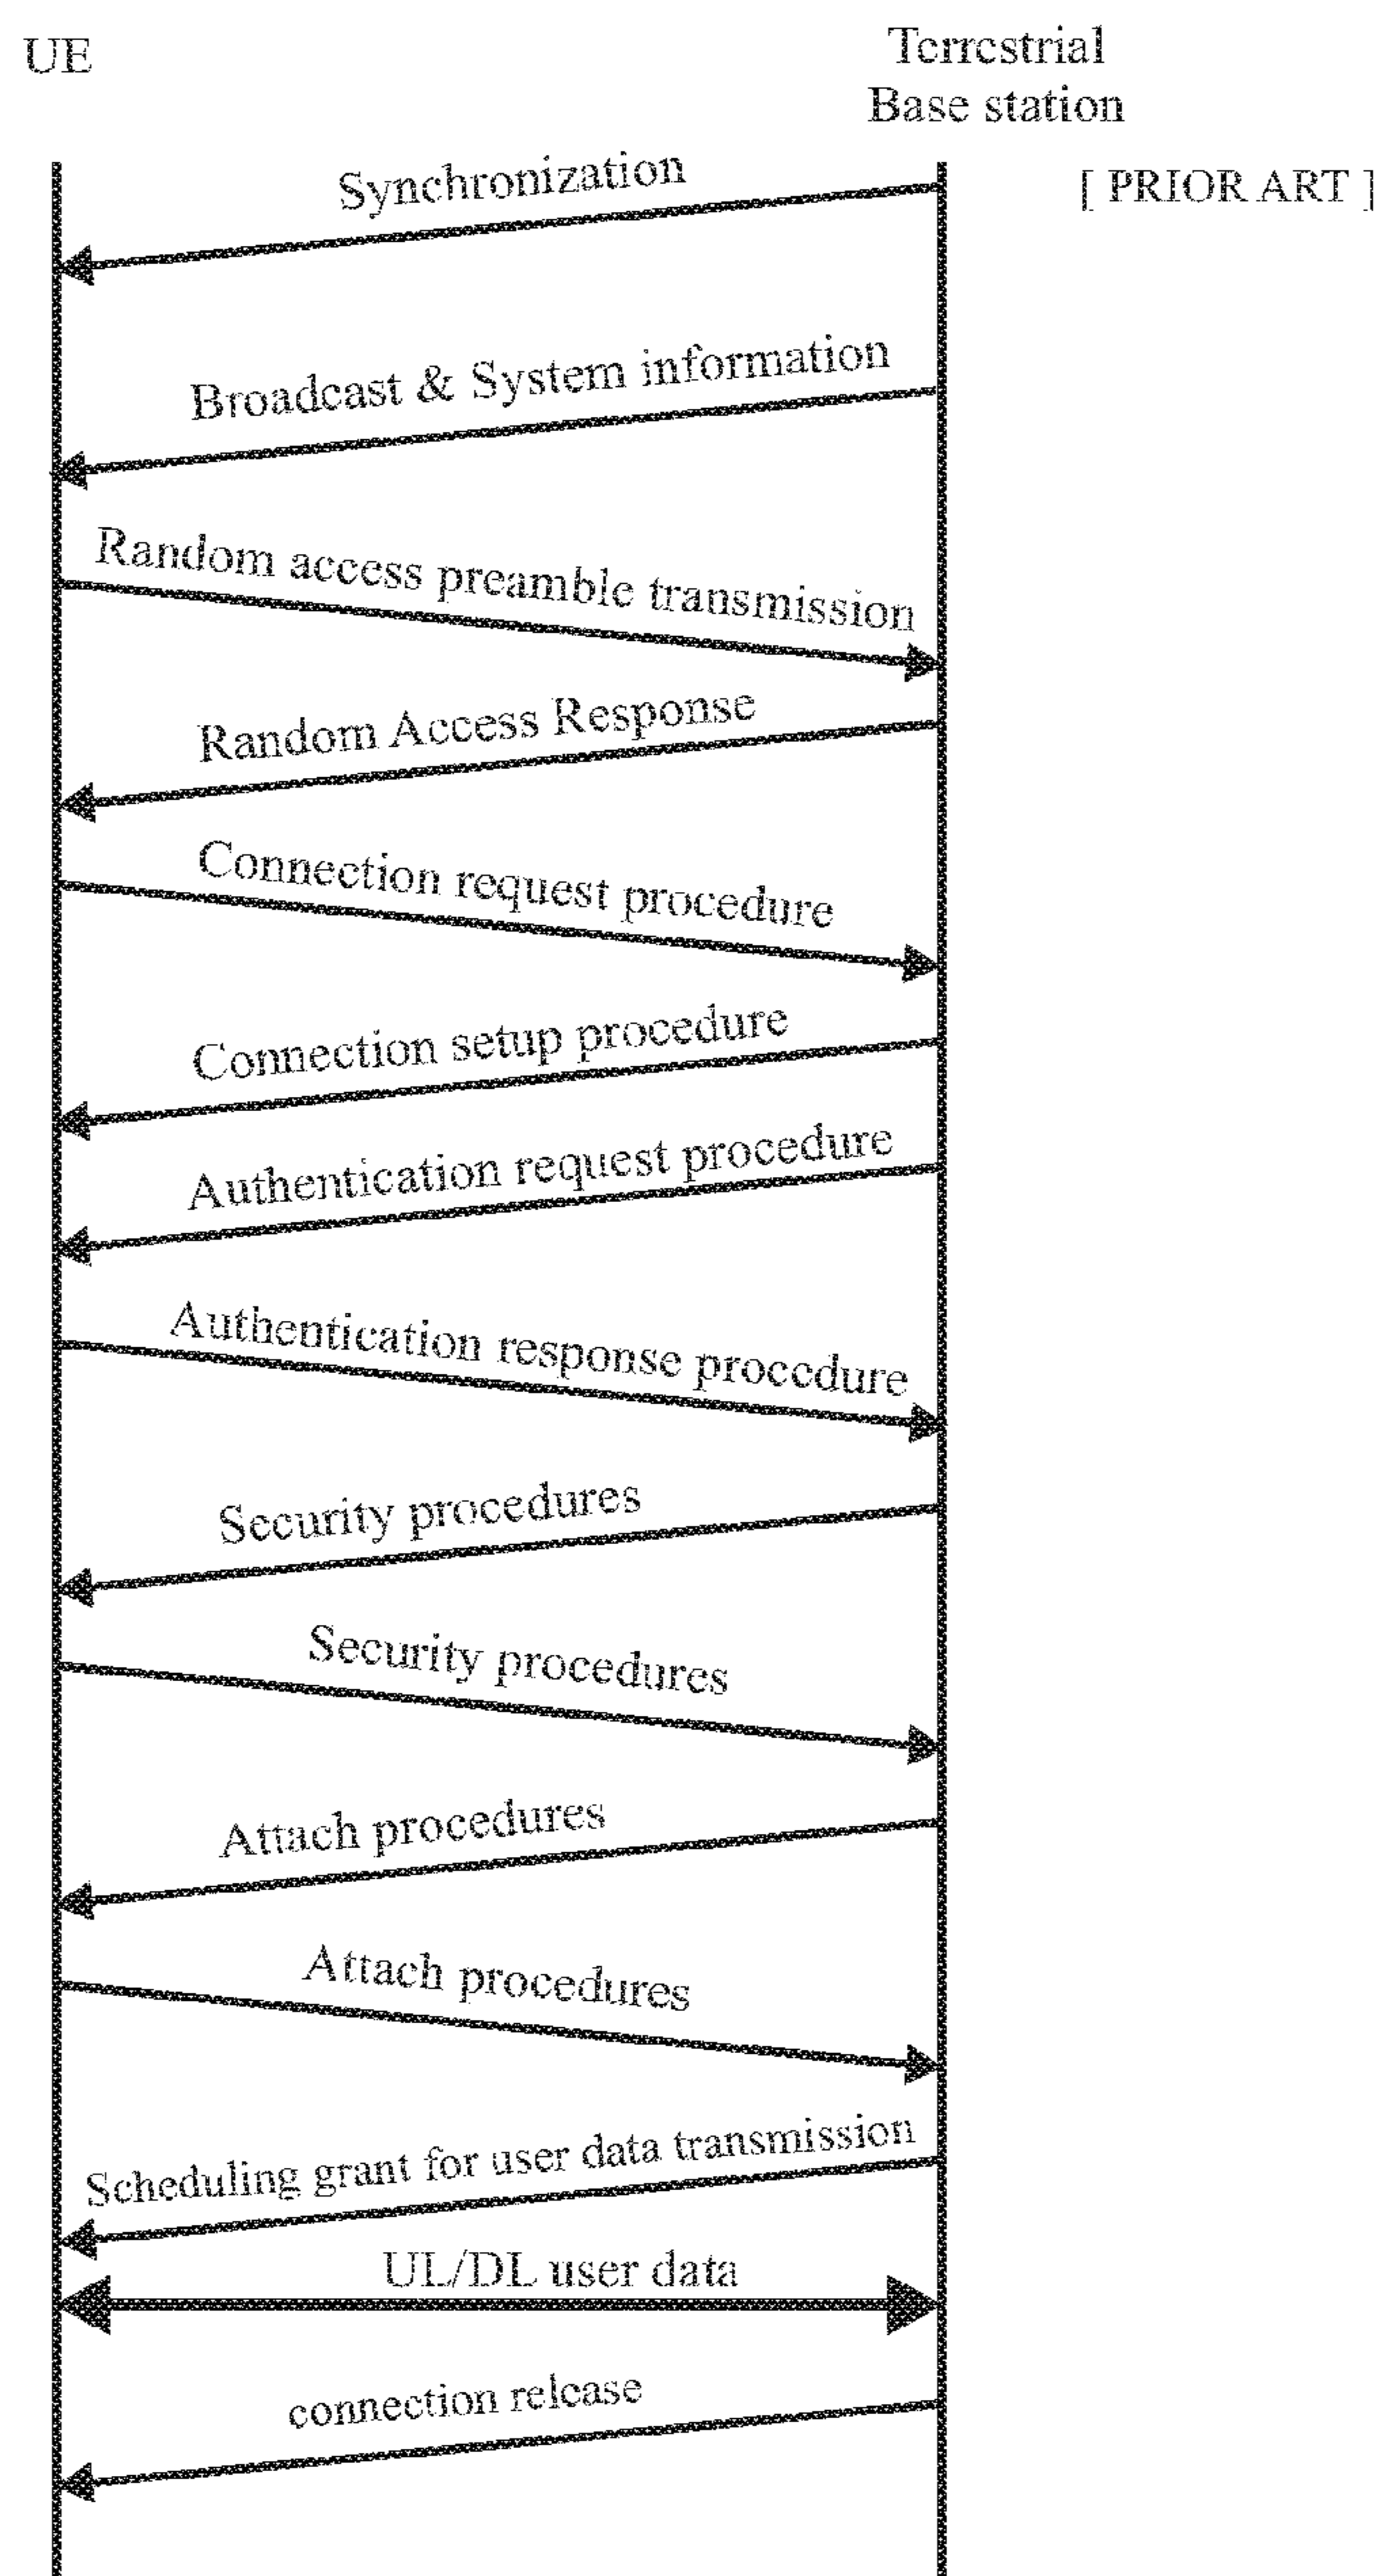 UE
Terrestrial
Base station
[ PRIOR ART ]
Synchronization
Broadcast & System information
Random access preamble transmission
Random Access Response
Connection request procedure
Connection setup procedure
Authentication request procedure
Authentication response procedure
Security procedures
Security procedures
Attach procedures
Attach procedures
Scheduling grant for user data transmission
UL/DL user data
connection release